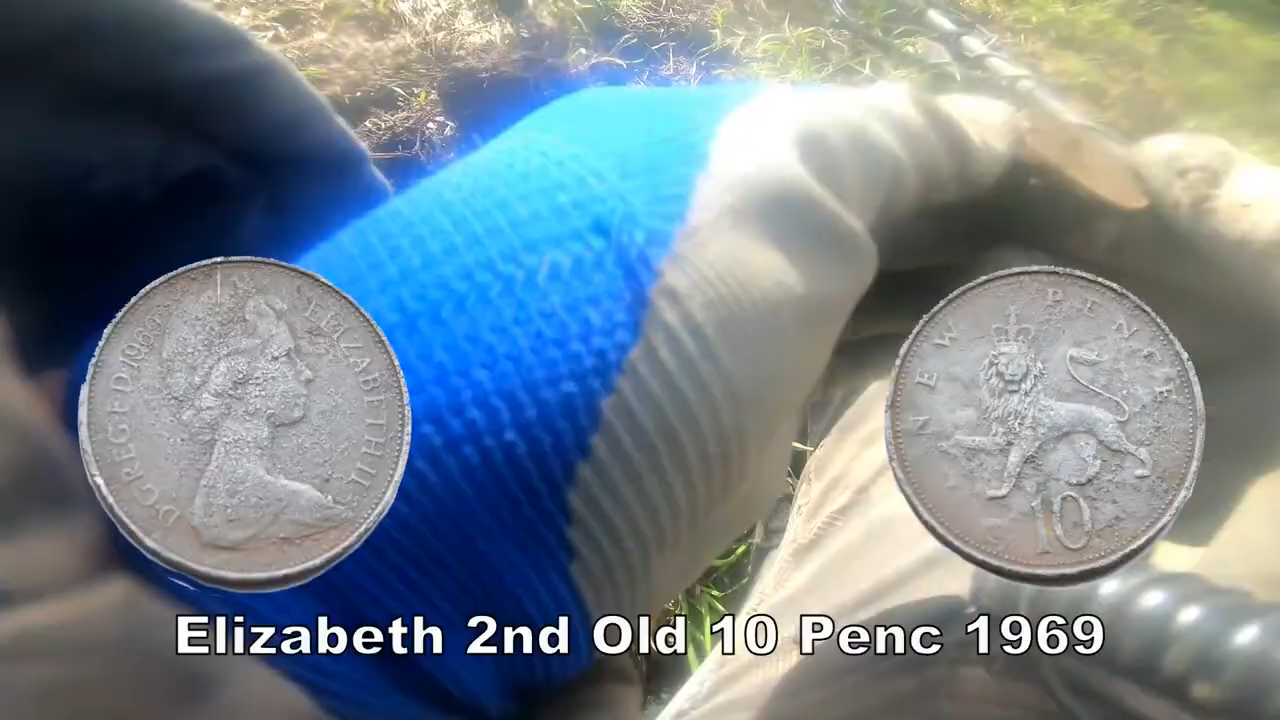 D·G·REG·F·D·1969
ELIZABETH II
NEW PENCE
10
Elizabeth 2nd Old 10 Penc 1969